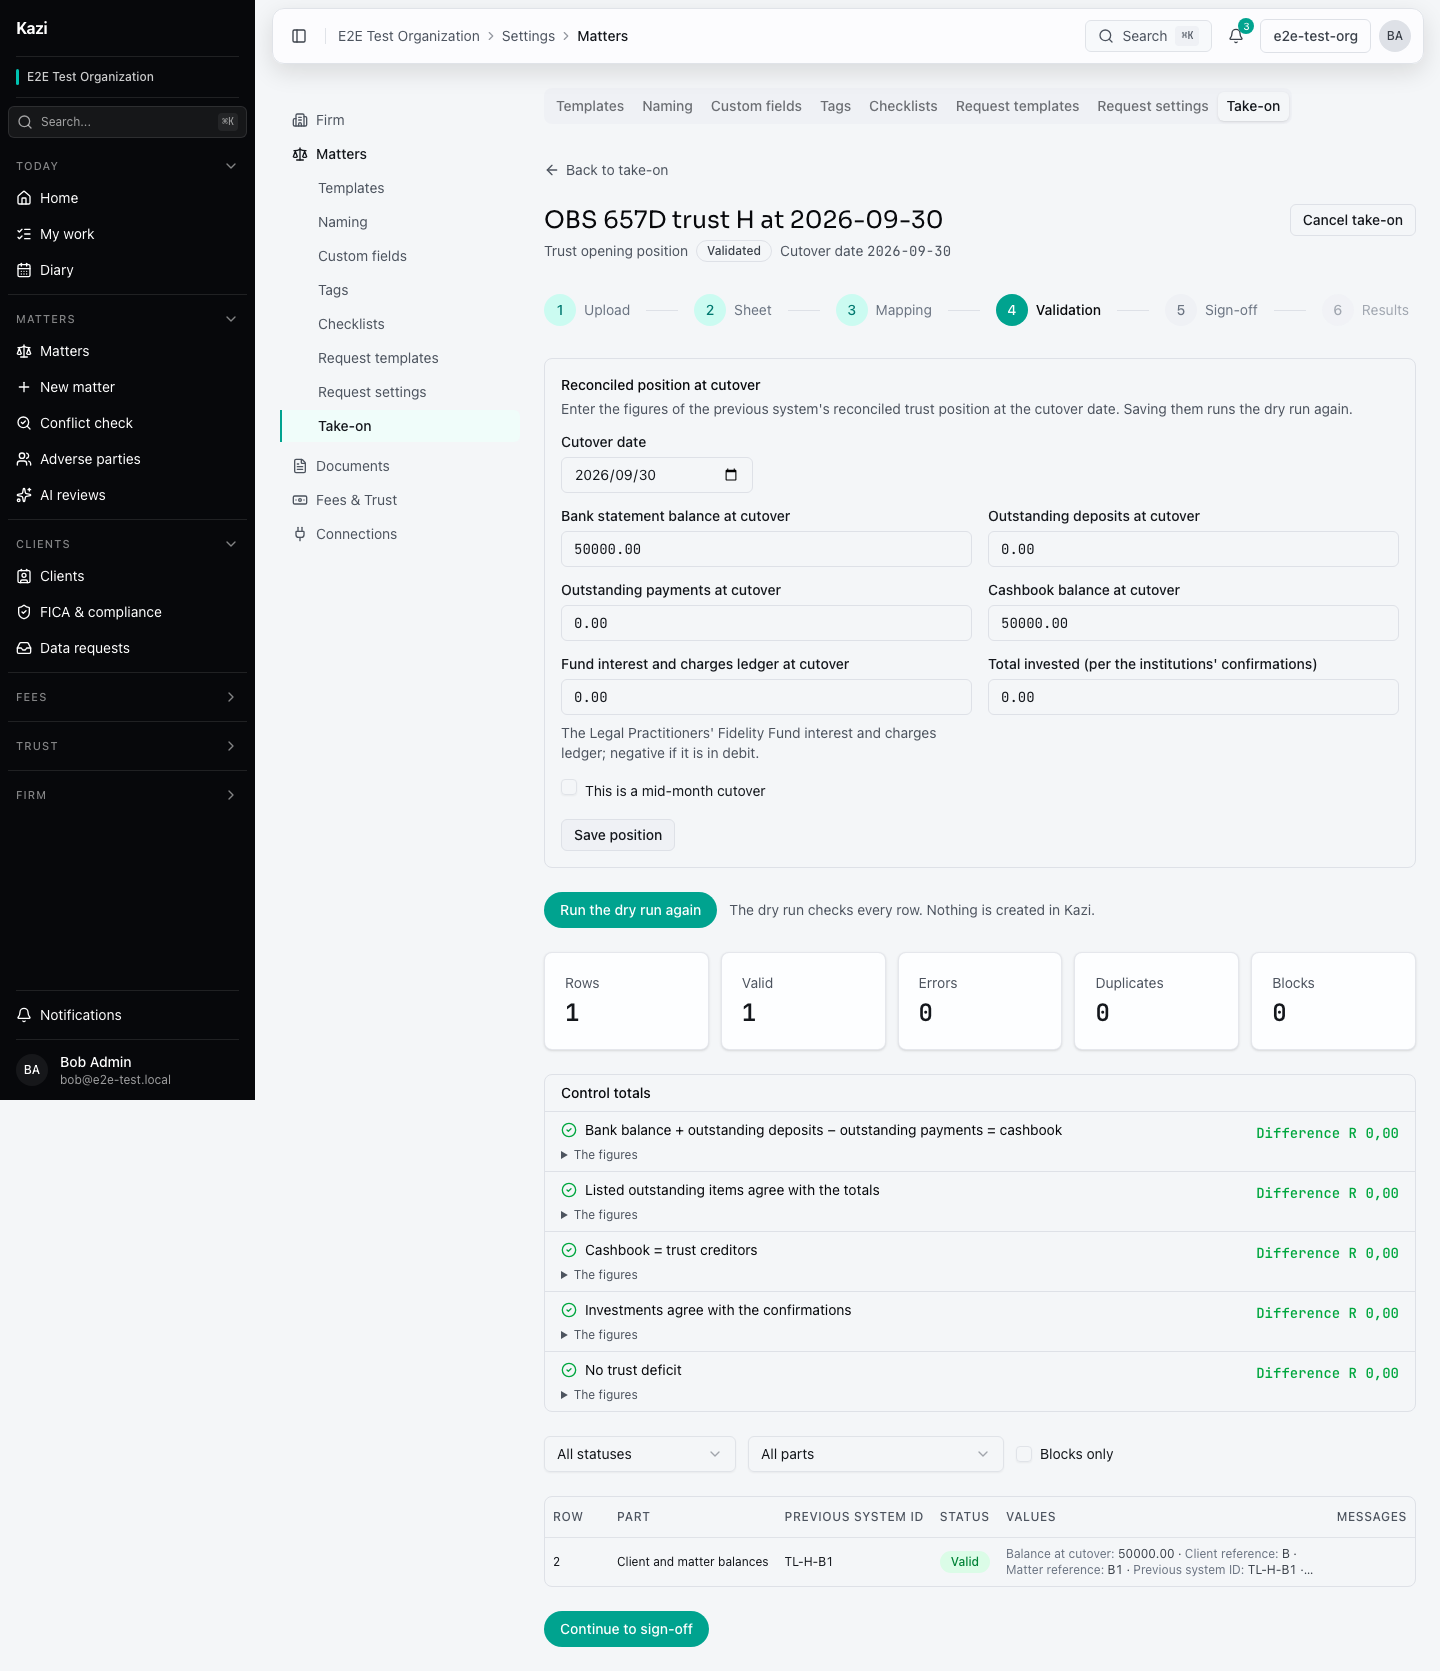 Kazi
E2E Test Organization
Search...
⌘K
TODAY
Home
My work
Diary
MATTERS
Matters
New matter
Conflict check
Adverse parties
AI reviews
CLIENTS
Clients
FICA & compliance
Data requests
FEES
TRUST
FIRM
Notifications
BA
Bob Admin
bob@e2e-test.local
E2E Test Organization > Settings > Matters
Search ⌘K
3
e2e-test-org
BA
Firm
Matters
Templates
Naming
Custom fields
Tags
Checklists
Request templates
Request settings
Take-on
Documents
Fees & Trust
Connections
Templates Naming Custom fields Tags Checklists Request templates Request settings Take-on
Back to take-on
OBS 657D trust H at 2026-09-30
Cancel take-on
Trust opening position Validated Cutover date 2026-09-30
1 Upload 2 Sheet 3 Mapping 4 Validation 5 Sign-off 6 Results
Reconciled position at cutover
Enter the figures of the previous system's reconciled trust position at the cutover date. Saving them runs the dry run again.
Cutover date
2026/09/30
Bank statement balance at cutover
50000.00
Outstanding deposits at cutover
0.00
Outstanding payments at cutover
0.00
Cashbook balance at cutover
50000.00
Fund interest and charges ledger at cutover
0.00
The Legal Practitioners' Fidelity Fund interest and charges
ledger; negative if it is in debit.
Total invested (per the institutions' confirmations)
0.00
This is a mid-month cutover
Save position
Run the dry run again
The dry run checks every row. Nothing is created in Kazi.
Rows
1
Valid
1
Errors
0
Duplicates
0
Blocks
0
Control totals
Bank balance + outstanding deposits − outstanding payments = cashbook
Difference R 0,00
The figures
Listed outstanding items agree with the totals
Difference R 0,00
The figures
Cashbook = trust creditors
Difference R 0,00
The figures
Investments agree with the confirmations
Difference R 0,00
The figures
No trust deficit
Difference R 0,00
The figures
All statuses
All parts
Blocks only
ROW PART PREVIOUS SYSTEM ID STATUS VALUES MESSAGES
2 Client and matter balances TL-H-B1 Valid
Balance at cutover: 50000.00 · Client reference: B ·
Matter reference: B1 · Previous system ID: TL-H-B1 ·...
Continue to sign-off